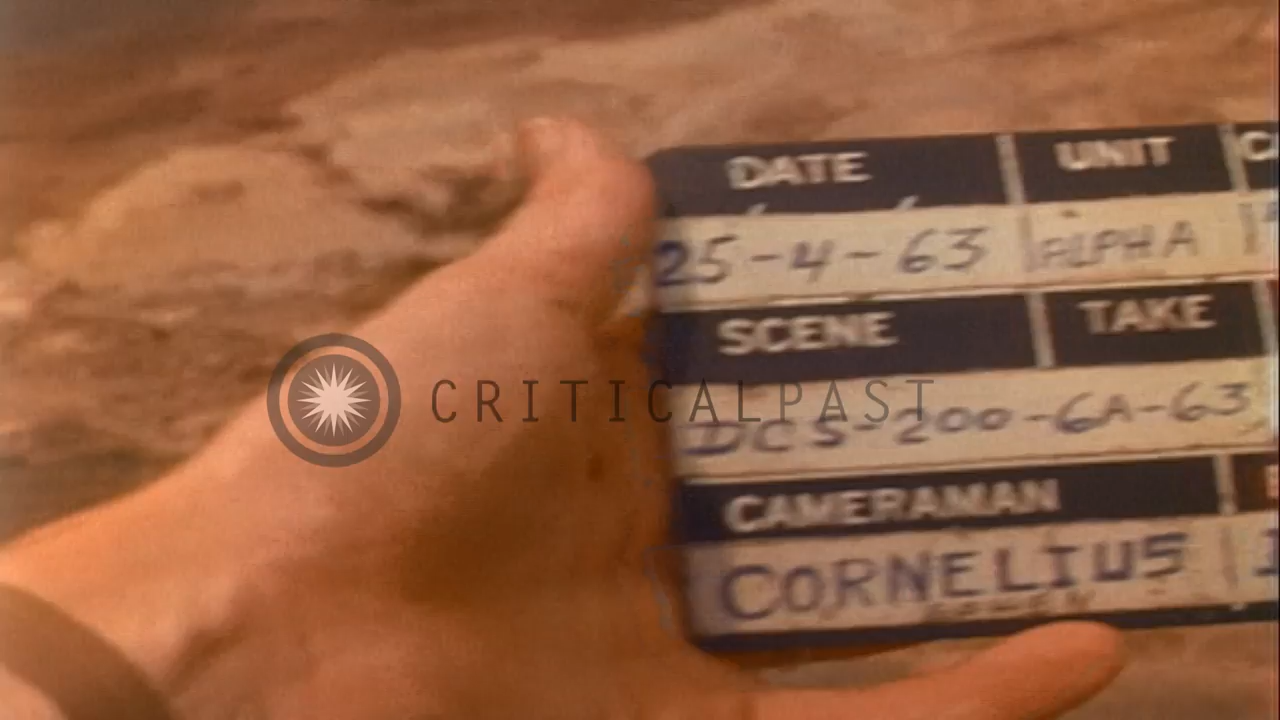 DATE UNIT
25-4-63 ALPHA
SCENE TAKE
CRITICALPAST
DCS-200-6A-63
CAMERAMAN
CORNELIUS